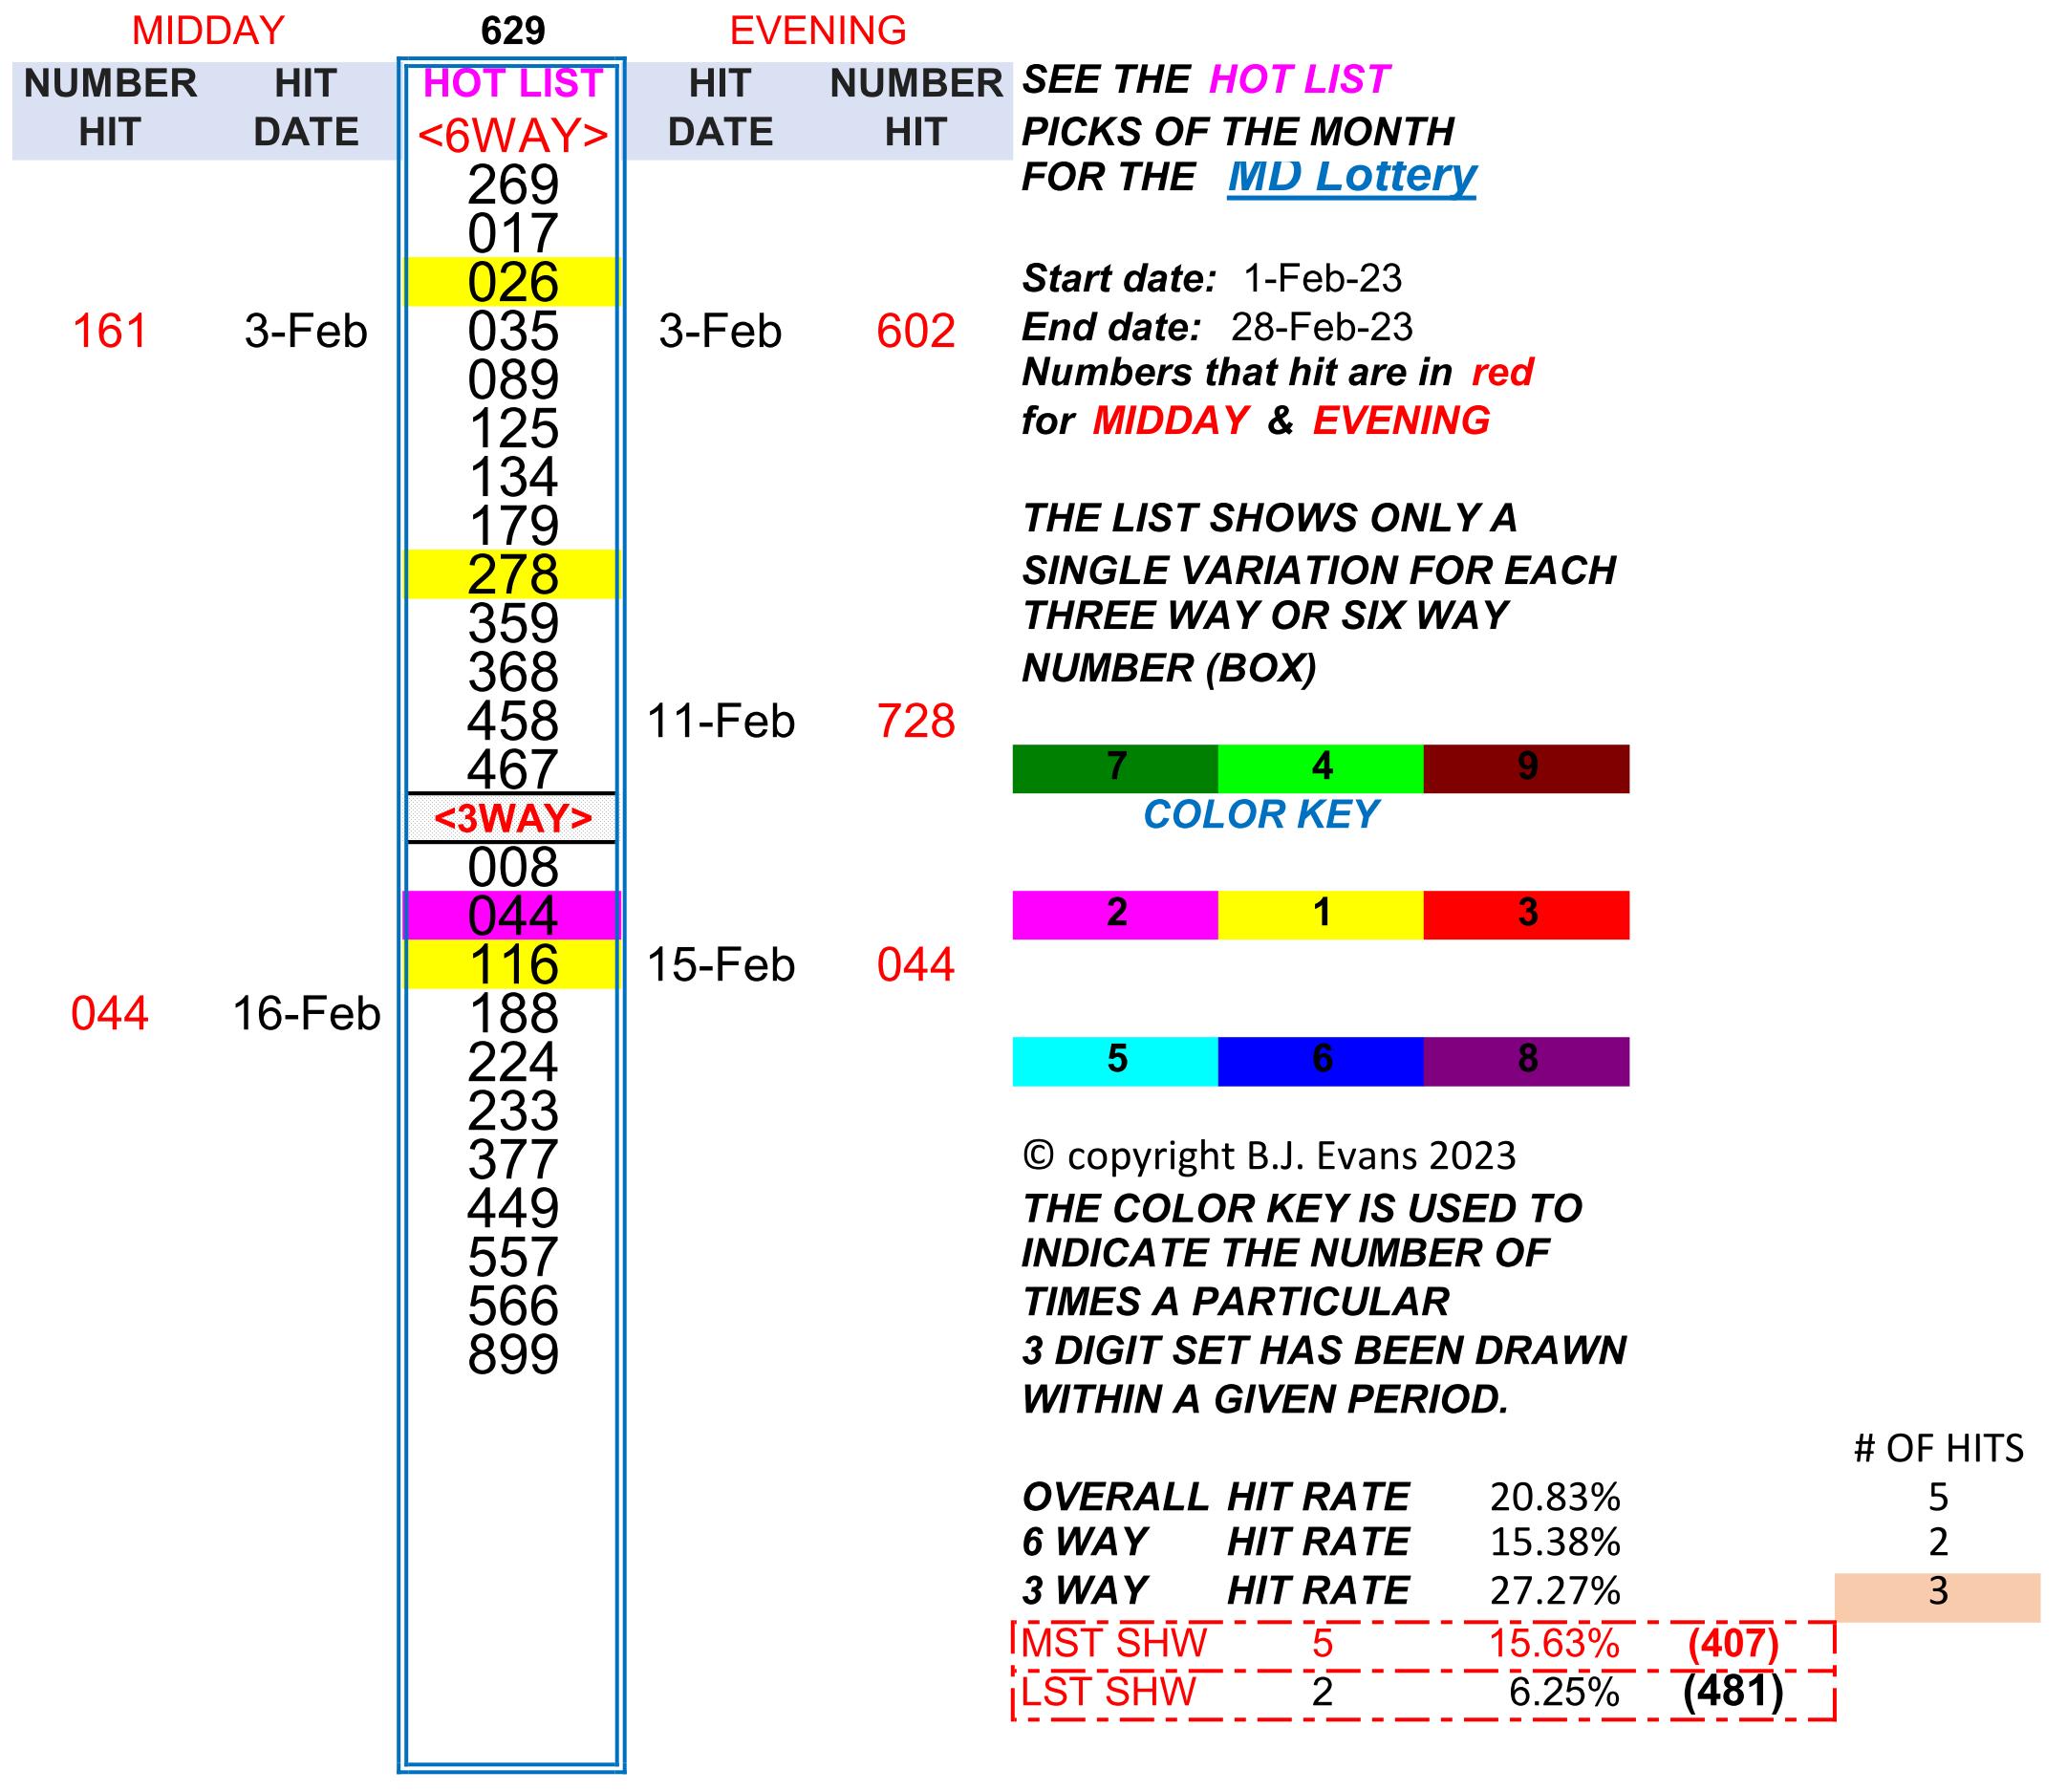 MIDDAY 629 EVENING
NUMBER HIT HOT LIST HIT NUMBER SEE THE HOT LIST
HIT DATE <6WAY> DATE HIT PICKS OF THE MONTH
269 FOR THE MD Lottery
017
026 Start date: 1-Feb-23
161 3-Feb 035 3-Feb 602 End date: 28-Feb-23
089 Numbers that hit are in red
125 for MIDDAY & EVENING
134
179 THE LIST SHOWS ONLY A
278 SINGLE VARIATION FOR EACH
359 THREE WAY OR SIX WAY
368 NUMBER (BOX)
458 11-Feb 728
467 7 4 9
<3WAY> COLOR KEY
008
044 2 1 3
116 15-Feb 044
044 16-Feb 188
224 5 6 8
233
377 © copyright B.J. Evans 2023
449 THE COLOR KEY IS USED TO
557 INDICATE THE NUMBER OF
566 TIMES A PARTICULAR
899 3 DIGIT SET HAS BEEN DRAWN
WITHIN A GIVEN PERIOD.
# OF HITS
OVERALL HIT RATE 20.83% 5
6 WAY HIT RATE 15.38% 2
3 WAY HIT RATE 27.27% 3
MST SHW 5 15.63% (407)
LST SHW 2 6.25% (481)